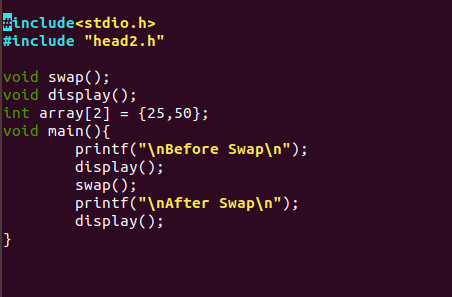 #include<stdio.h>
#include "head2.h"

void swap();
void display();
int array[2] = {25,50};
void main(){
        printf("\nBefore Swap\n");
        display();
        swap();
        printf("\nAfter Swap\n");
        display();
}